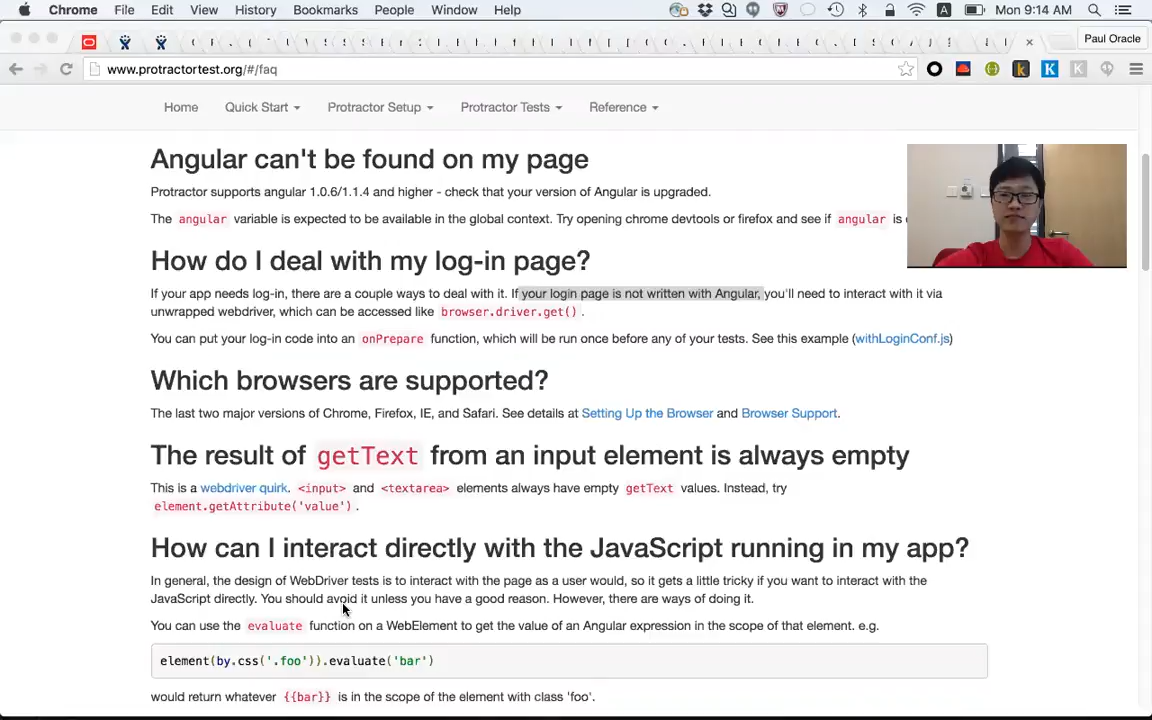 Chrome File Edit View History Bookmarks People Window Help Mon 9:14 AM
Paul Oracle
www.protractortest.org/#/faq
Home Quick Start Protractor Setup Protractor Tests Reference
Angular can't be found on my page
Protractor supports angular 1.0.6/1.1.4 and higher - check that your version of Angular is upgraded.
The angular variable is expected to be available in the global context. Try opening chrome devtools or firefox and see if angular is
How do I deal with my log-in page?
If your app needs log-in, there are a couple ways to deal with it. If your login page is not written with Angular, you'll need to interact with it via
unwrapped webdriver, which can be accessed like browser.driver.get() .
You can put your log-in code into an onPrepare function, which will be run once before any of your tests. See this example (withLoginConf.js)
Which browsers are supported?
The last two major versions of Chrome, Firefox, IE, and Safari. See details at Setting Up the Browser and Browser Support.
The result of getText from an input element is always empty
This is a webdriver quirk. <input> and <textarea> elements always have empty getText values. Instead, try
element.getAttribute('value') .
How can I interact directly with the JavaScript running in my app?
In general, the design of WebDriver tests is to interact with the page as a user would, so it gets a little tricky if you want to interact with the
JavaScript directly. You should avoid it unless you have a good reason. However, there are ways of doing it.
You can use the evaluate function on a WebElement to get the value of an Angular expression in the scope of that element. e.g.
element(by.css('.foo')).evaluate('bar')
would return whatever {{bar}} is in the scope of the element with class 'foo'.